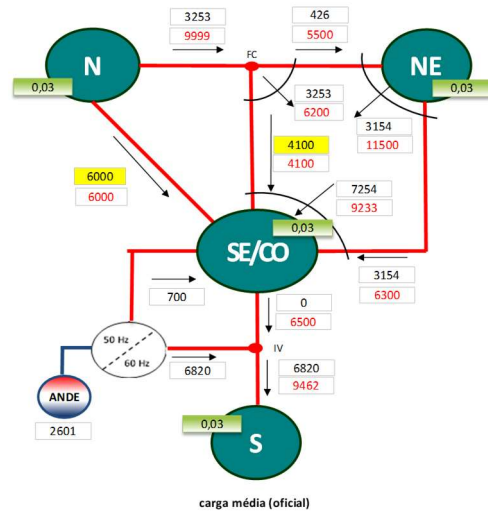 3253
9999
426
5500
FC
N
0,03
NE
0,03
3253
6200
3154
11500
4100
4100
6000
6000
7254
9233
0,03
SE/CO
3154
6300
700
0
6500
50 Hz
60 Hz
IV
6820
6820
9462
ANDE
2601
0,03
S
carga média (oficial)